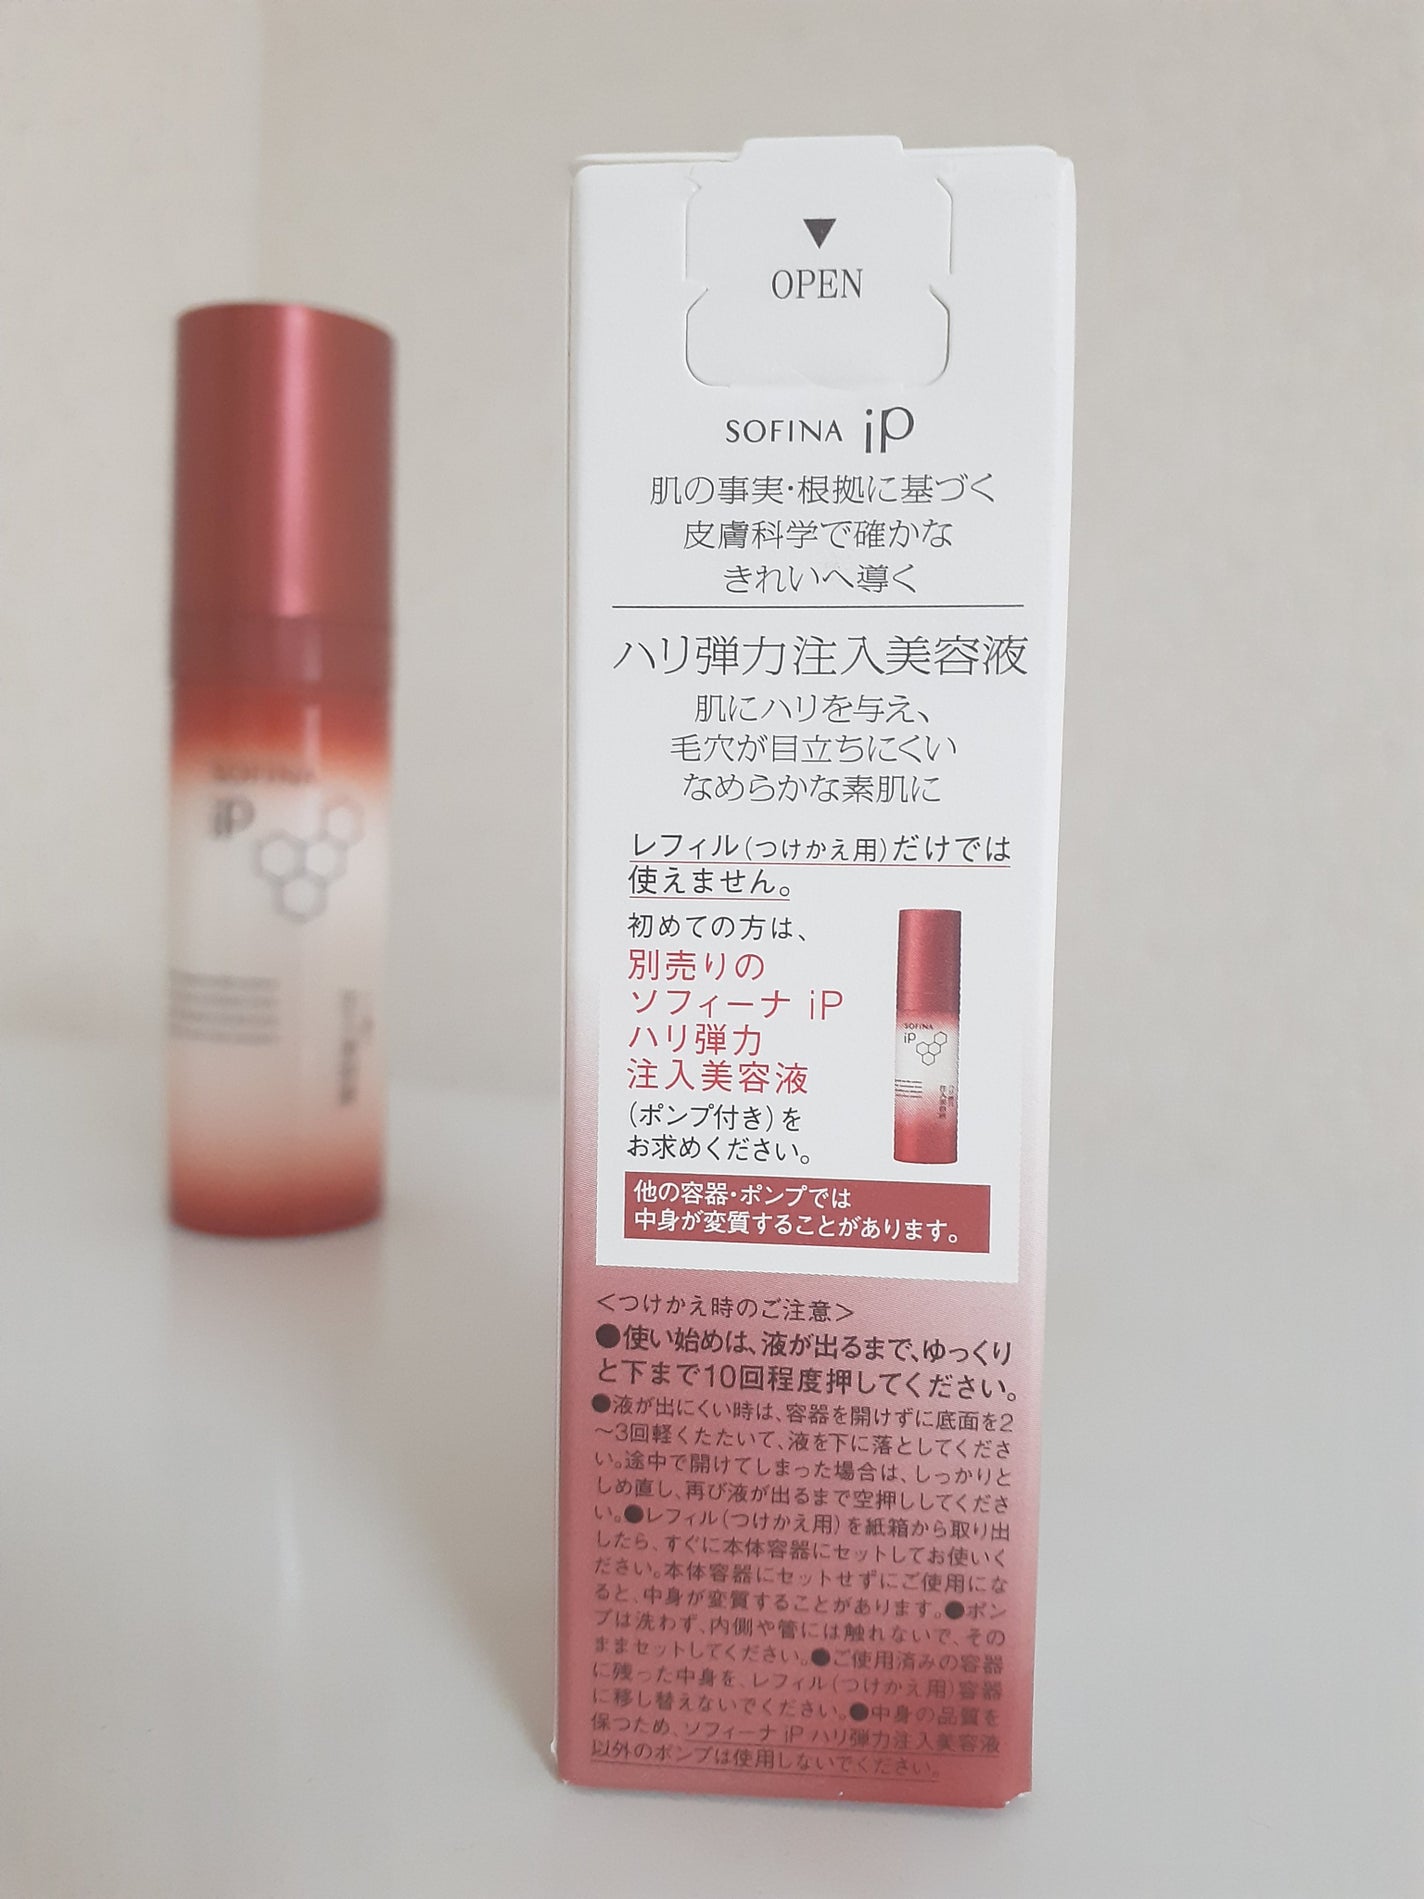 SOFINA
iP
▼
OPEN
SOFINA iP
肌の事実・根拠に基づく
皮膚科学で確かな
きれいへ導く
ハリ弾力注入美容液
肌にハリを与え、
毛穴が目立ちにくい
なめらかな素肌に
レフィル(つけかえ用)だけでは
使えません。
初めての方は、
別売りの
ソフィーナ iP
ハリ弾力
注入美容液
(ポンプ付き)を
お求めください。
SOFINA
iP
他の容器・ポンプでは
中身が変質することがあります。
<つけかえ時のご注意>
●使い始めは、液が出るまで、ゆっくり
と下まで10回程度押してください。
●液が出にくい時は、容器を開けずに底面を2
～3回軽くたたいて、液を下に落としてくださ
い。途中で開けてしまった場合は、しっかりと
しめ直し、再び液が出るまで空押ししてくださ
い。●レフィル(つけかえ用)を紙箱から取り出
したら、すぐに本体容器にセットしてお使いく
ださい。本体容器にセットせずにご使用にな
ると、中身が変質することがあります。●ポン
プは洗わず、内側や管には触れないで、その
ままセットしてください。●ご使用済みの容器
に残った中身を、レフィル(つけかえ用)容器
に移し替えないでください。●中身の品質を
保つため、ソフィーナ iP ハリ弾力注入美容液
以外のポンプは使用しないでください。